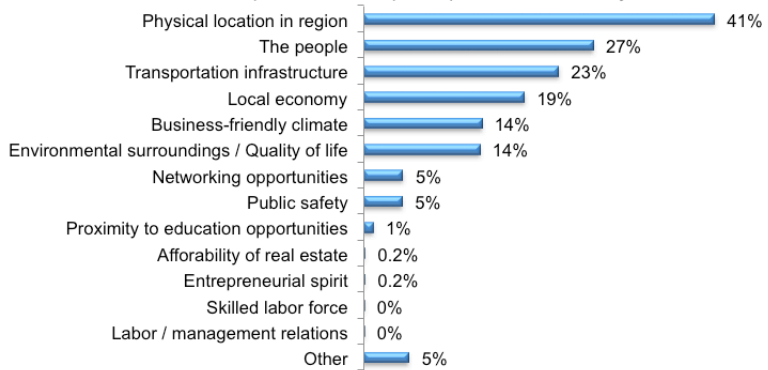 Physical location in region 41%
The people 27%
Transportation infrastructure 23%
Local economy 19%
Business-friendly climate 14%
Environmental surroundings / Quality of life 14%
Networking opportunities 5%
Public safety 5%
Proximity to education opportunities 1%
Afforability of real estate 0.2%
Entrepreneurial spirit 0.2%
Skilled labor force 0%
Labor / management relations 0%
Other 5%